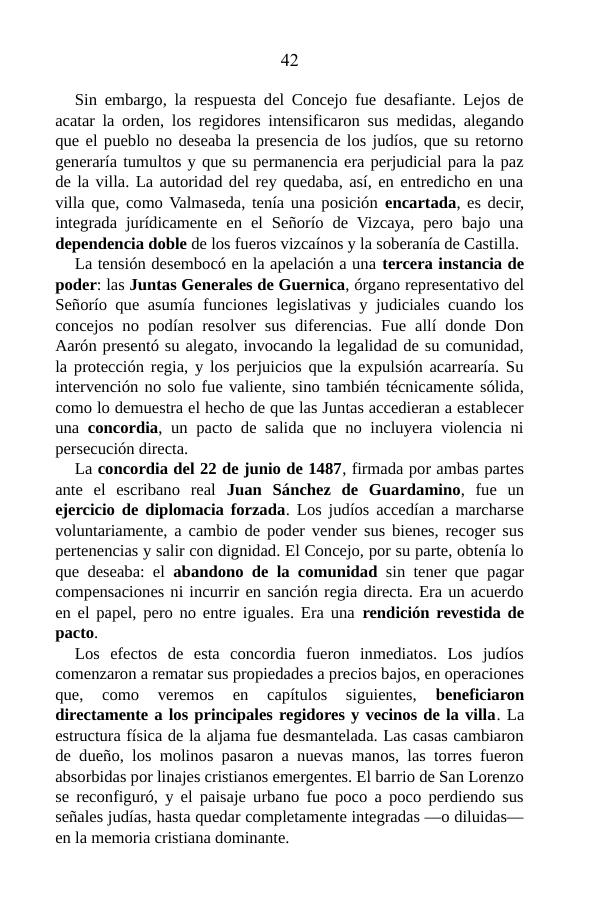 42
Sin embargo, la respuesta del Concejo fue desafiante. Lejos de
acatar la orden, los regidores intensificaron sus medidas, alegando
que el pueblo no deseaba la presencia de los judíos, que su retorno
generaría tumultos y que su permanencia era perjudicial para la paz
de la villa. La autoridad del rey quedaba, así, en entredicho en una
villa que, como Valmaseda, tenía una posición encartada, es decir,
integrada jurídicamente en el Señorío de Vizcaya, pero bajo una
dependencia doble de los fueros vizcaínos y la soberanía de Castilla.
La tensión desembocó en la apelación a una tercera instancia de
poder: las Juntas Generales de Guernica, órgano representativo del
Señorío que asumía funciones legislativas y judiciales cuando los
concejos no podían resolver sus diferencias. Fue allí donde Don
Aarón presentó su alegato, invocando la legalidad de su comunidad,
la protección regia, y los perjuicios que la expulsión acarrearía. Su
intervención no solo fue valiente, sino también técnicamente sólida,
como lo demuestra el hecho de que las Juntas accedieran a establecer
una concordia, un pacto de salida que no incluyera violencia ni
persecución directa.
La concordia del 22 de junio de 1487, firmada por ambas partes
ante el escribano real Juan Sánchez de Guardamino, fue un
ejercicio de diplomacia forzada. Los judíos accedían a marcharse
voluntariamente, a cambio de poder vender sus bienes, recoger sus
pertenencias y salir con dignidad. El Concejo, por su parte, obtenía lo
que deseaba: el abandono de la comunidad sin tener que pagar
compensaciones ni incurrir en sanción regia directa. Era un acuerdo
en el papel, pero no entre iguales. Era una rendición revestida de
pacto.
Los efectos de esta concordia fueron inmediatos. Los judíos
comenzaron a rematar sus propiedades a precios bajos, en operaciones
que, como veremos en capítulos siguientes, beneficiaron
directamente a los principales regidores y vecinos de la villa. La
estructura física de la aljama fue desmantelada. Las casas cambiaron
de dueño, los molinos pasaron a nuevas manos, las torres fueron
absorbidas por linajes cristianos emergentes. El barrio de San Lorenzo
se reconfiguró, y el paisaje urbano fue poco a poco perdiendo sus
señales judías, hasta quedar completamente integradas —o diluidas—
en la memoria cristiana dominante.